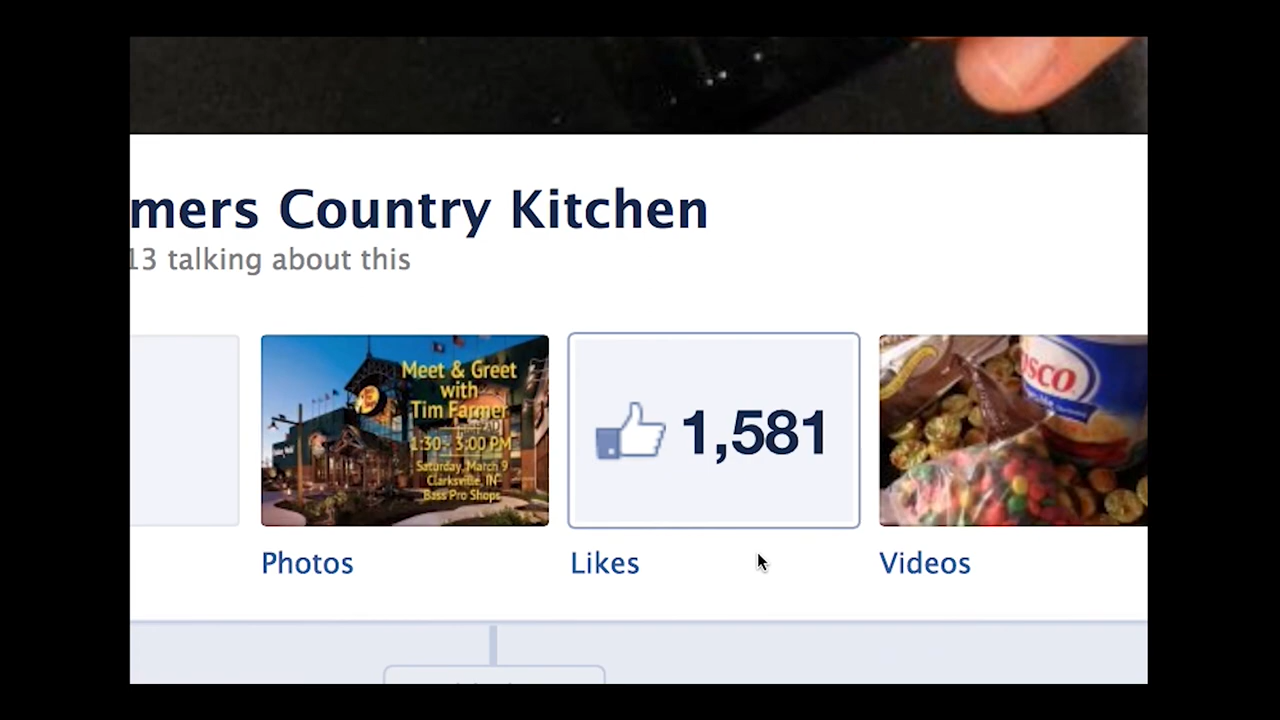 mers Country Kitchen
13 talking about this
Meet & Greet
with
Tim Farmer
1:30 - 3:00 PM
Saturday, March 9
Clarksville, IN
Bass Pro Shops
1,581
SCO
Photos
Likes
Videos